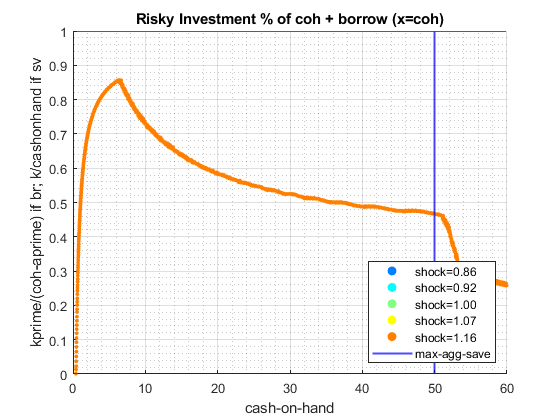 Risky Investment % of coh + borrow (x=coh)
kprime/(coh-aprime) if br; k/cashonhand if sv
1
0.9
0.8
0.7
0.6
0.5
0.4
0.3
0.2
0.1
0
0 10 20 30 40 50 60
cash-on-hand
shock=0.86
shock=0.92
shock=1.00
shock=1.07
shock=1.16
max-agg-save